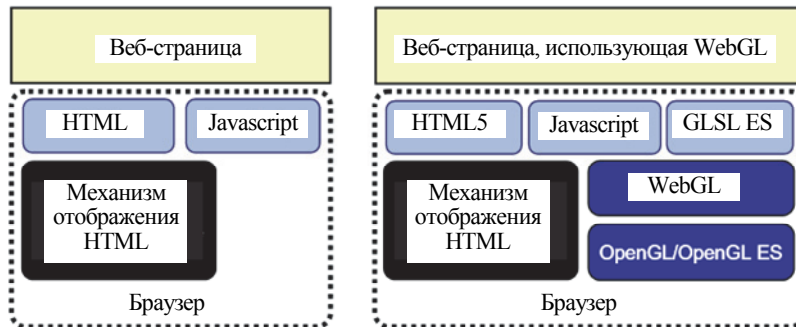 Веб-страница
HTML
Javascript
Механизм
отображения
HTML
Браузер
Веб-страница, использующая WebGL
HTML5
Javascript
GLSL ES
Механизм
отображения
HTML
WebGL
OpenGL/OpenGL ES
Браузер